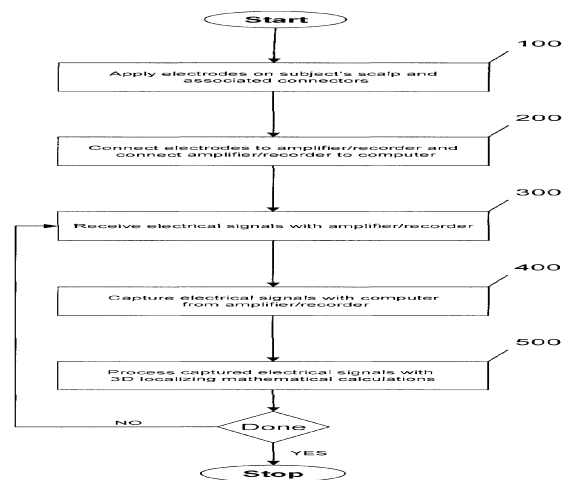 Start
100
Apply electrodes on subject's scalp and
associated connectors
200
Connect electrodes to amplifier/recorder and
connect amplifier/recorder to computer
300
Receive electrical signals with amplifier/recorder
400
Capture electrical signals with computer
from amplifier/recorder
500
Process captured electrical signals with
3D localizing mathematical calculations
NO
Done
YES
Stop